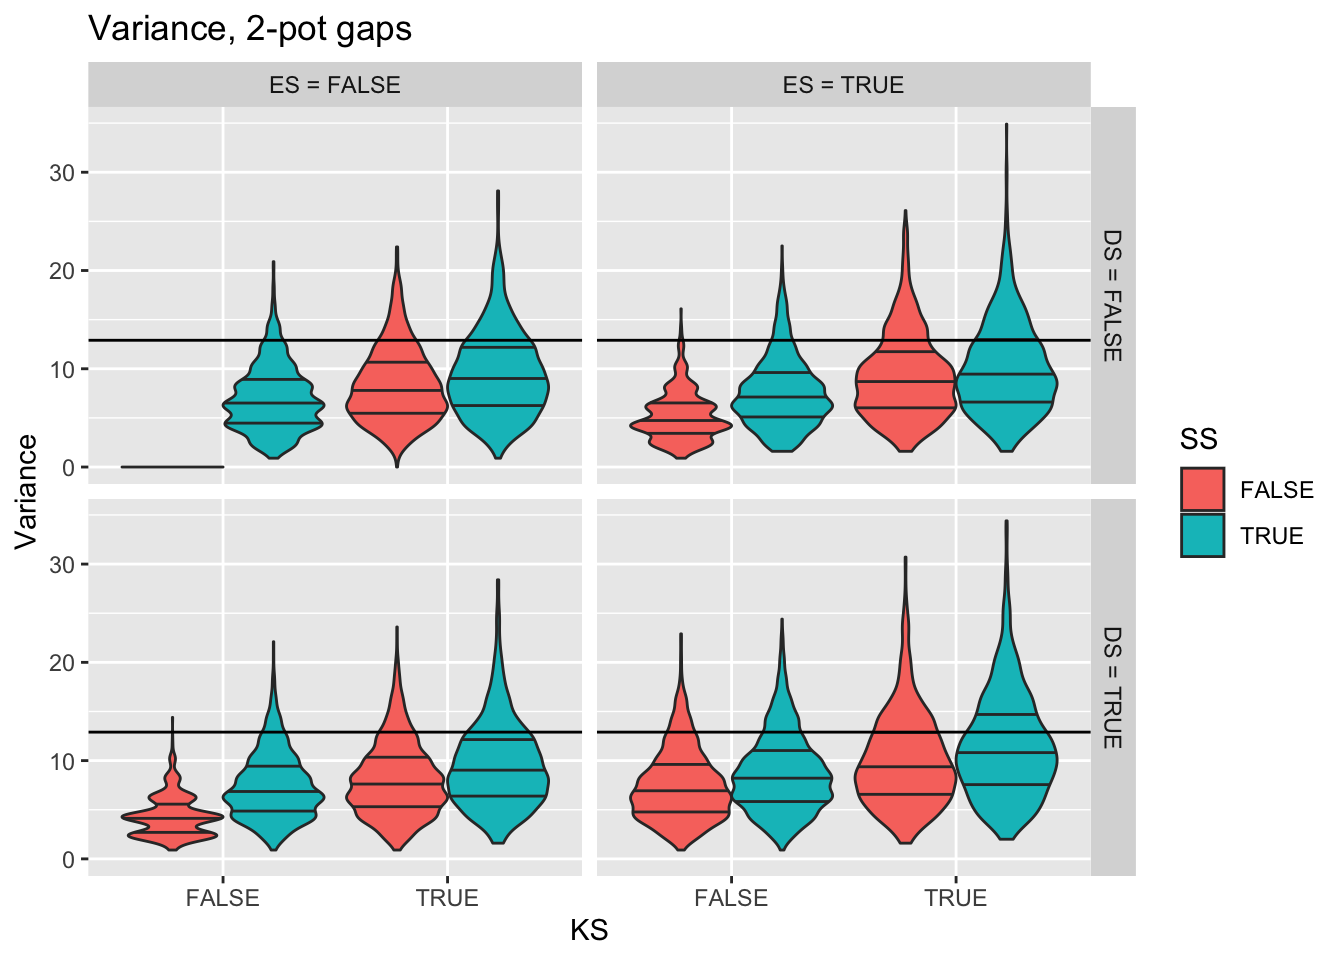 Variance, 2-pot gaps
ES = FALSE
ES = TRUE
30
20
10
0
DS = FALSE
30
20
10
0
DS = TRUE
Variance
FALSE
TRUE
FALSE
TRUE
KS
SS
FALSE
TRUE